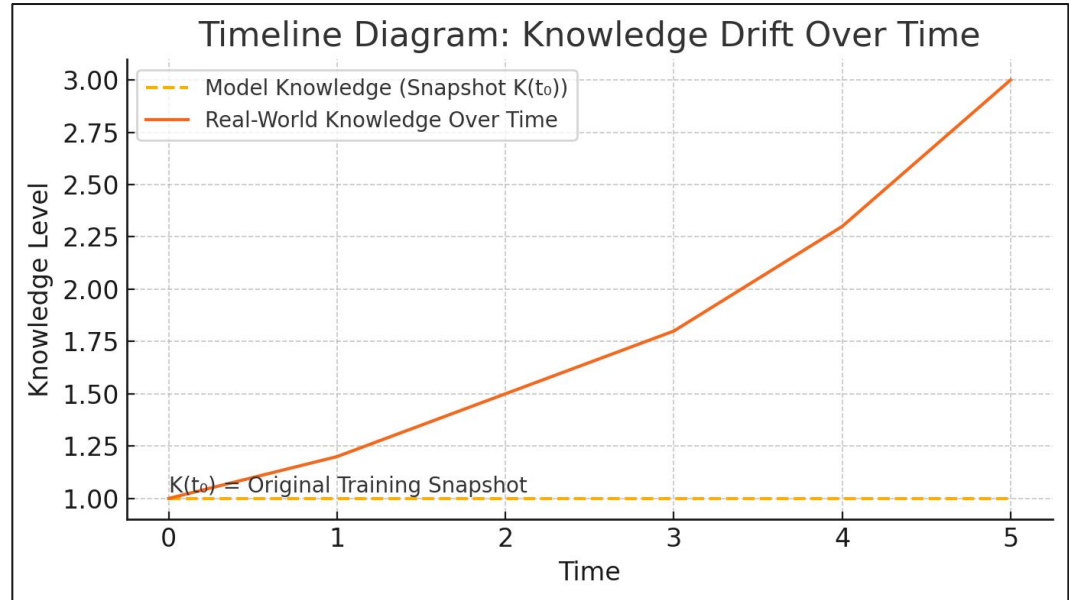 Timeline Diagram: Knowledge Drift Over Time
Model Knowledge (Snapshot K(t₀))
Real-World Knowledge Over Time
3.00
2.75
2.50
2.25
2.00
1.75
1.50
1.25
1.00
Knowledge Level
K(t₀) = Original Training Snapshot
0 1 2 3 4 5
Time